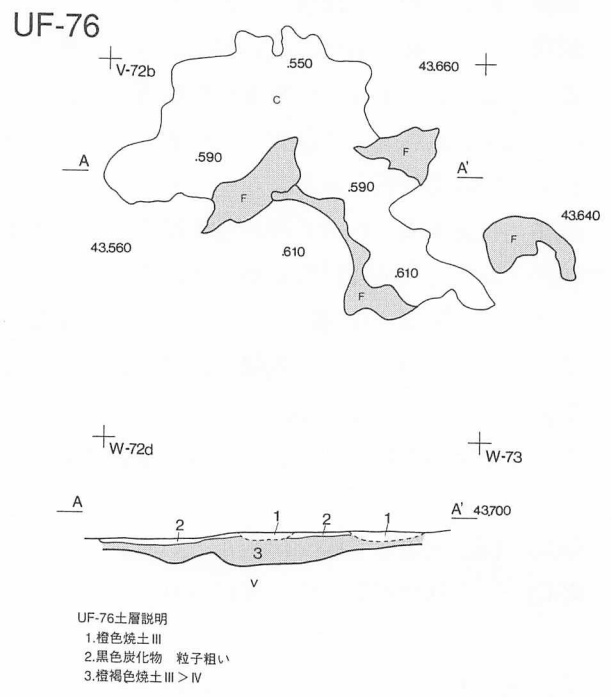 UF-76
V-72b
.550
43.660
C
A
.590
F
A'
.590
F
43.640
F
43.560
.610
.610
F
W-72d
W-73
A
A' 43.700
2
1
2
1
3
V
UF-76土層説明
1.橙色焼土Ⅲ
2.黒色炭化物 粒子粗い
3.橙褐色焼土Ⅲ>Ⅳ